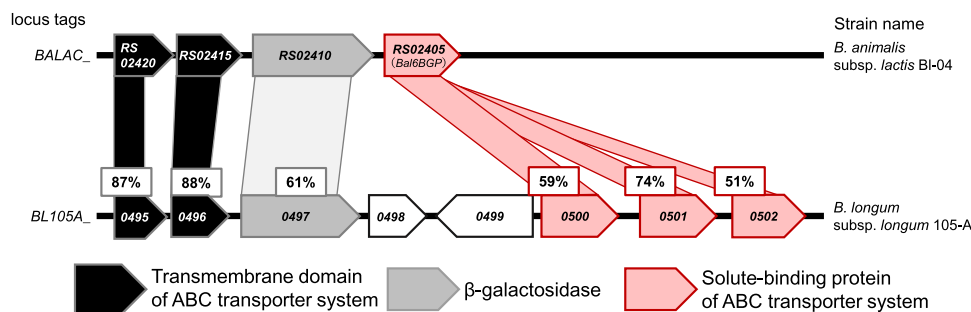 locus tags
Strain name
BALAC_
RS
02420
RS02415
RS02410
RS02405
(Bal6BGP)
B. animalis
subsp. lactis Bl-04
87%
88%
61%
59%
74%
51%
BL105A_
0495
0496
0497
0498
0499
0500
0501
0502
B. longum
subsp. longum 105-A
Transmembrane domain
of ABC transporter system
β-galactosidase
Solute-binding protein
of ABC transporter system